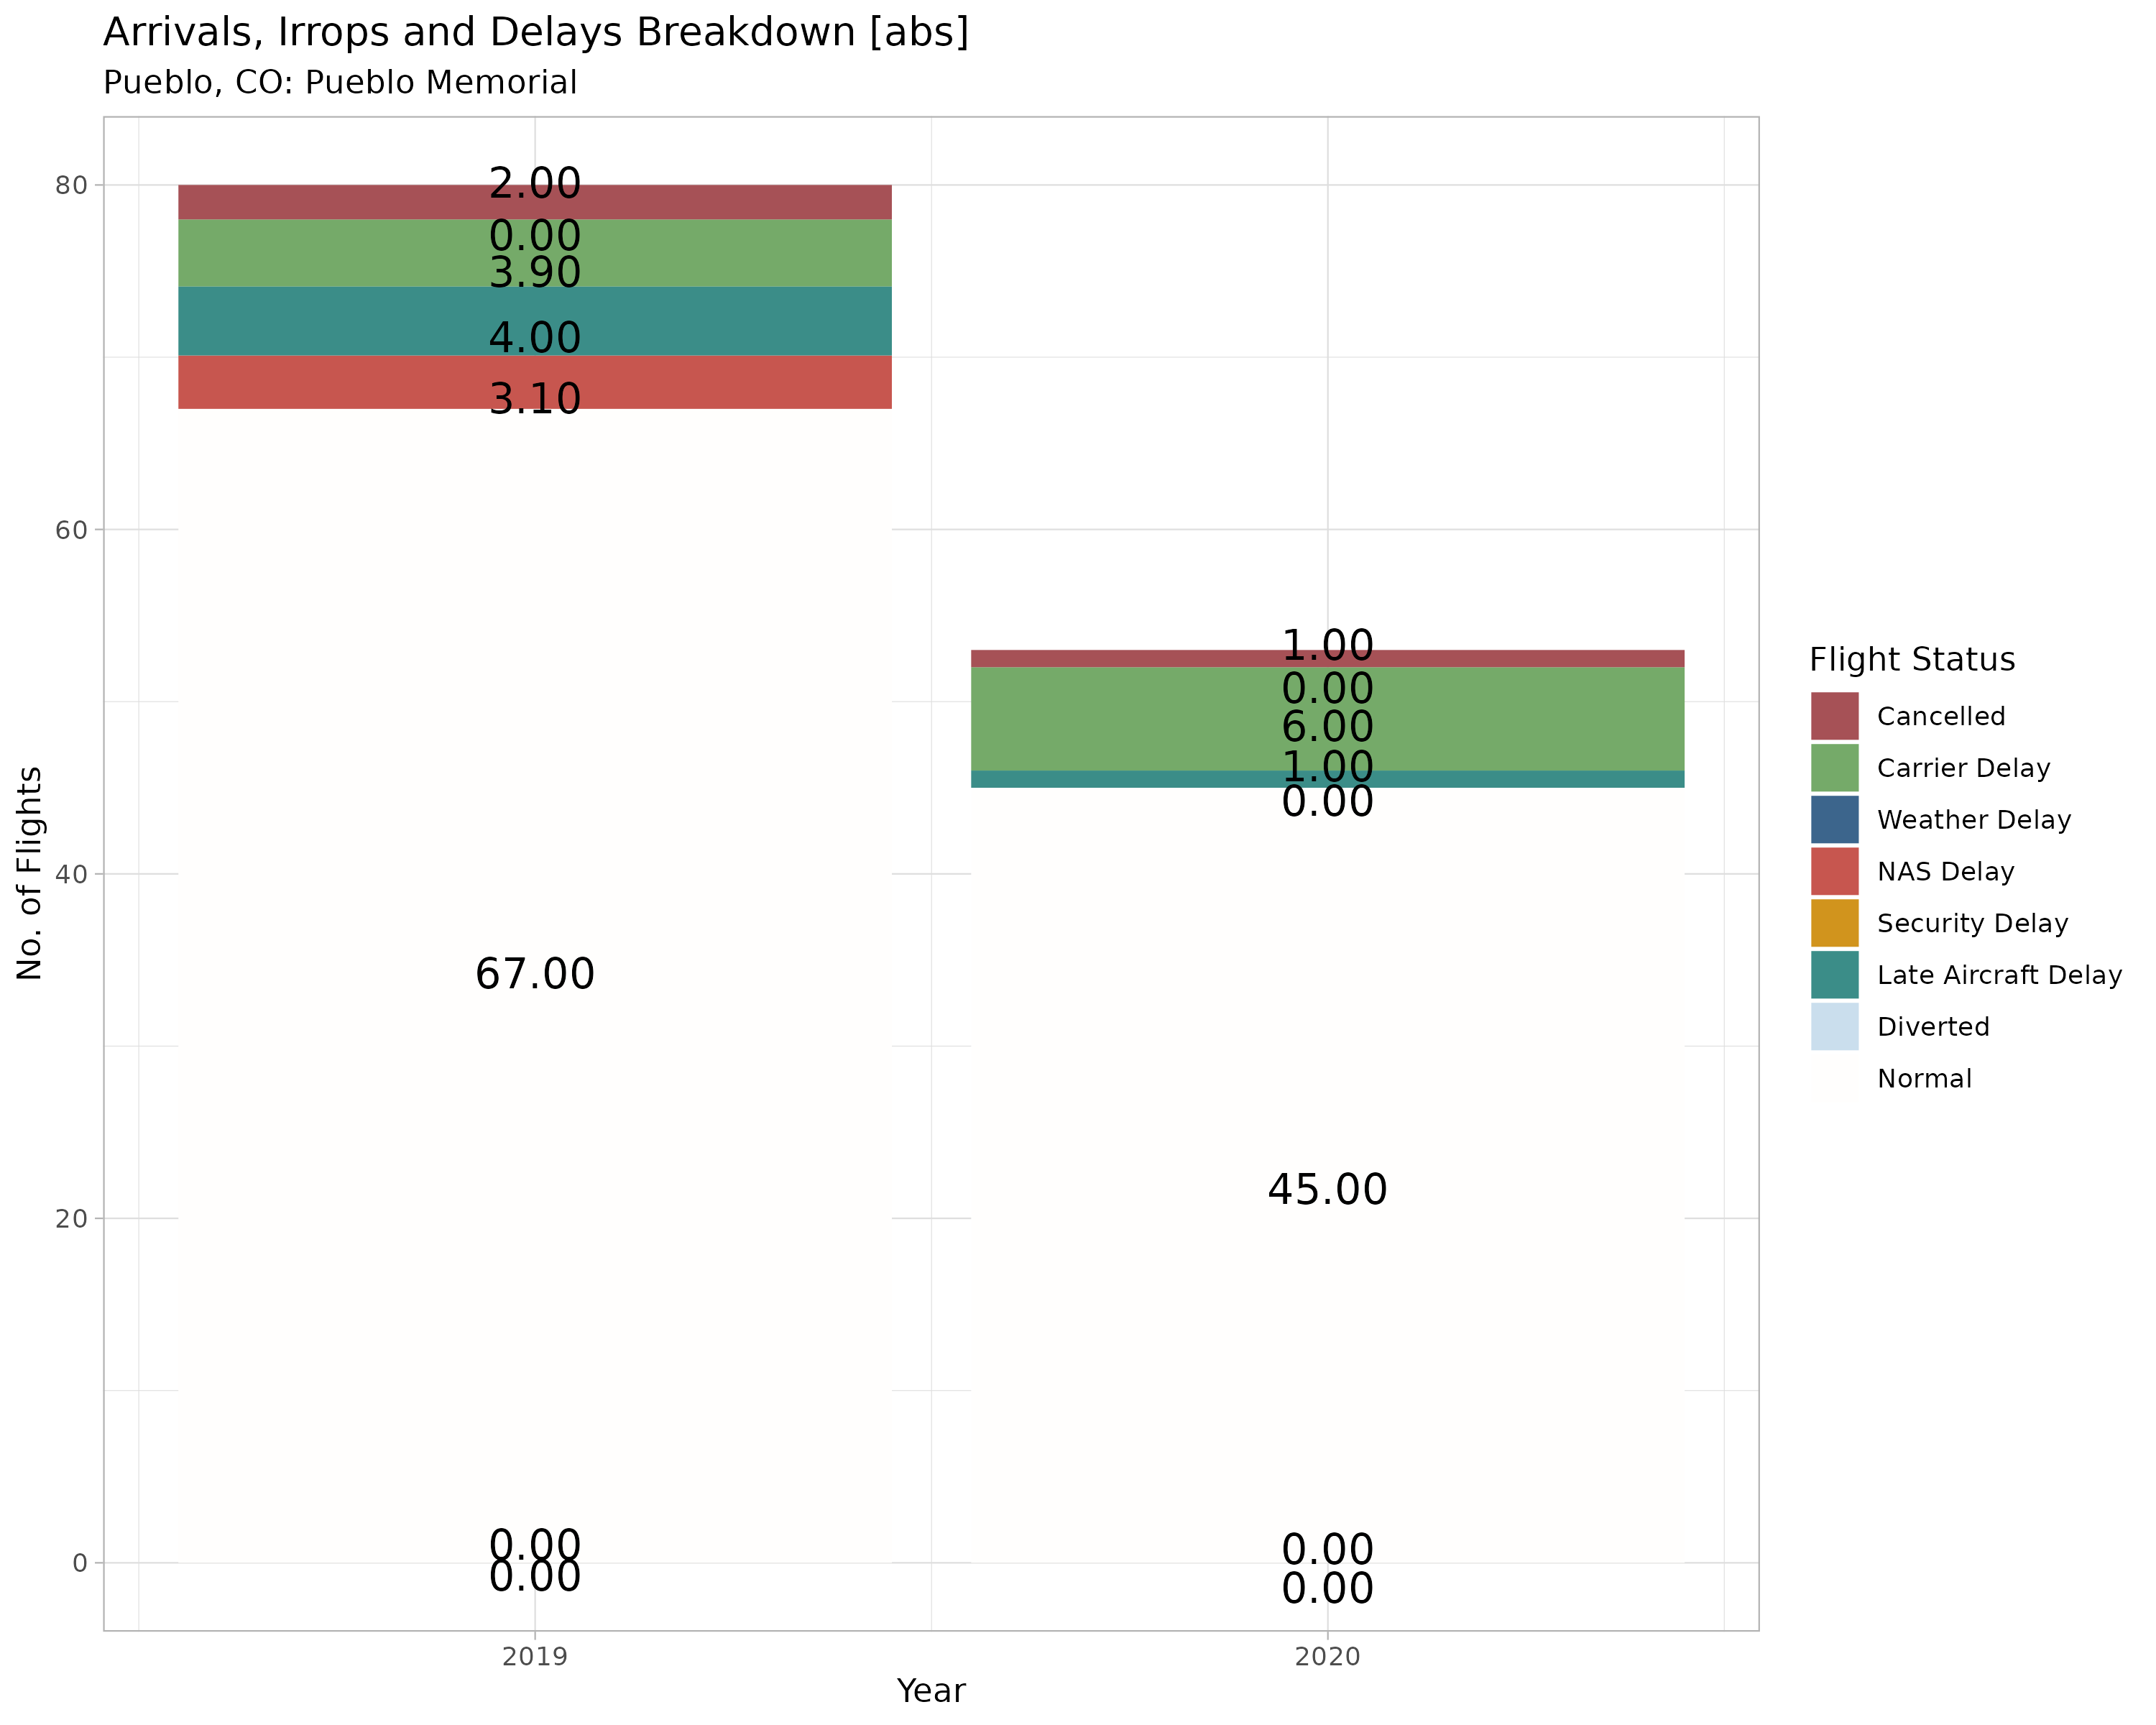 Arrivals, Irrops and Delays Breakdown [abs]
Pueblo, CO: Pueblo Memorial
No. of Flights
80
60
40
20
0
2.00
0.00
3.90
4.00
3.10
67.00
0.00
0.00
1.00
0.00
6.00
1.00
0.00
45.00
0.00
0.00
2019
2020
Year
Flight Status
Cancelled
Carrier Delay
Weather Delay
NAS Delay
Security Delay
Late Aircraft Delay
Diverted
Normal